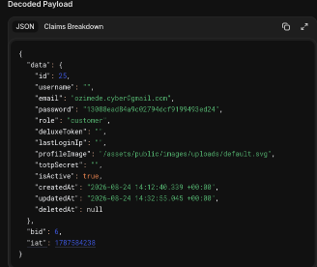 Decoded Payload
JSON Claims Breakdown
{
"data": {
"id": 25,
"username": "",
"email": "ozimede.cyber@gmail.com",
"role": "customer",
"deluxeToken": "",
"lastLoginIp": "",
"profileImage": "/assets/public/images/uploads/default.svg",
"totpSecret": "",
"isActive": true,
"createdAt": "2026-08-24 14:12:40.339 +00:00",
"updatedAt": "2026-08-24 14:32:55.045 +00:00",
"deletedAt": null
},
"bid": 6,
"iat": 1787584238
}